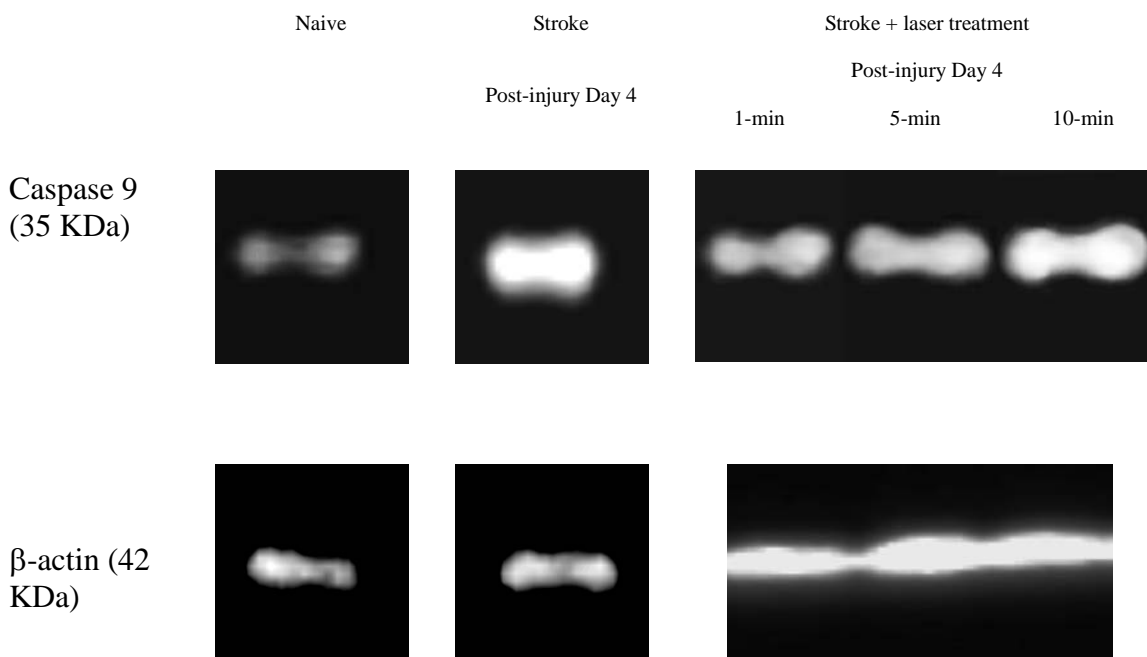 Naive
Stroke
Stroke + laser treatment
Post-injury Day 4
Post-injury Day 4
1-min
5-min
10-min
Caspase 9
(35 KDa)
β-actin (42
KDa)